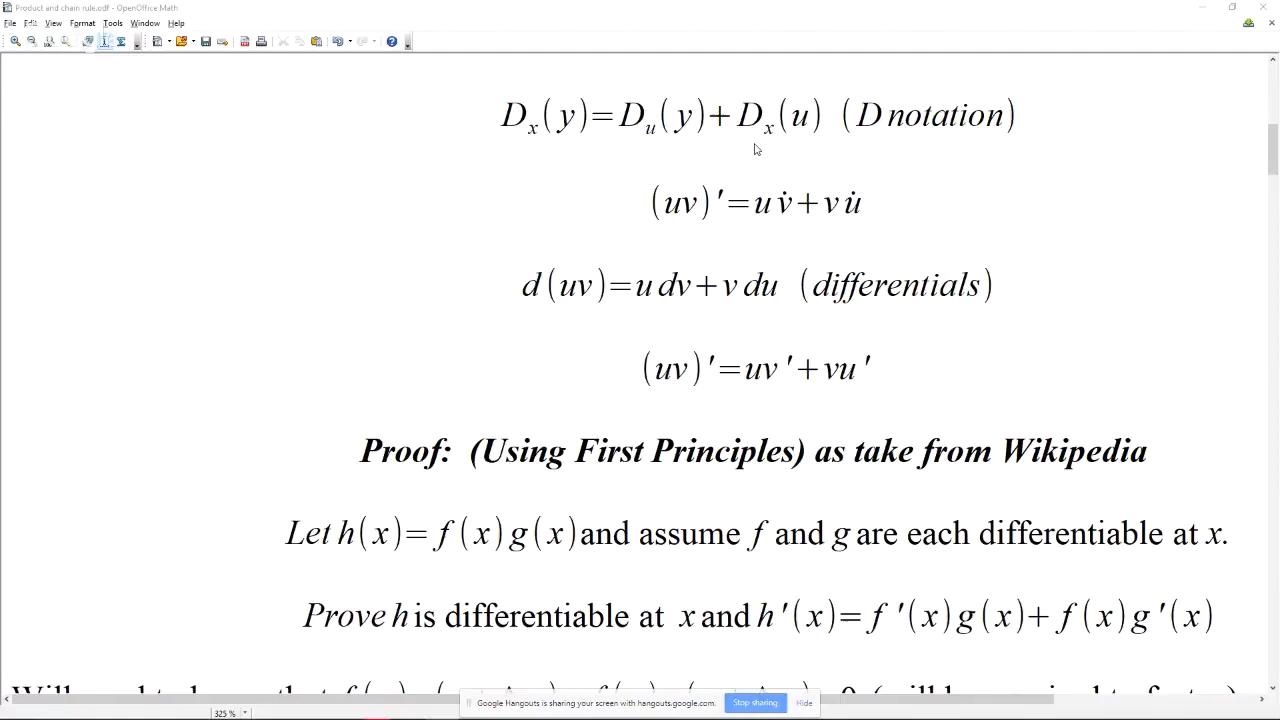 Product and chain rule.odf - OpenOffice Math
File Edit View Format Tools Window Help
Dₓ(y)=Dᵤ(y)+Dₓ(u) (D notation)
(uv)'=u v̇+v u̇
d(uv)=u dv+v du (differentials)
(uv)'=uv'+vu'
Proof: (Using First Principles) as take from Wikipedia
Let h(x)=f(x)g(x) and assume f and g are each differentiable at x.
Prove h is differentiable at x and h'(x)=f'(x)g(x)+f(x)g'(x)
Google Hangouts is sharing your screen with hangouts.google.com. Stop sharing Hide
325 %